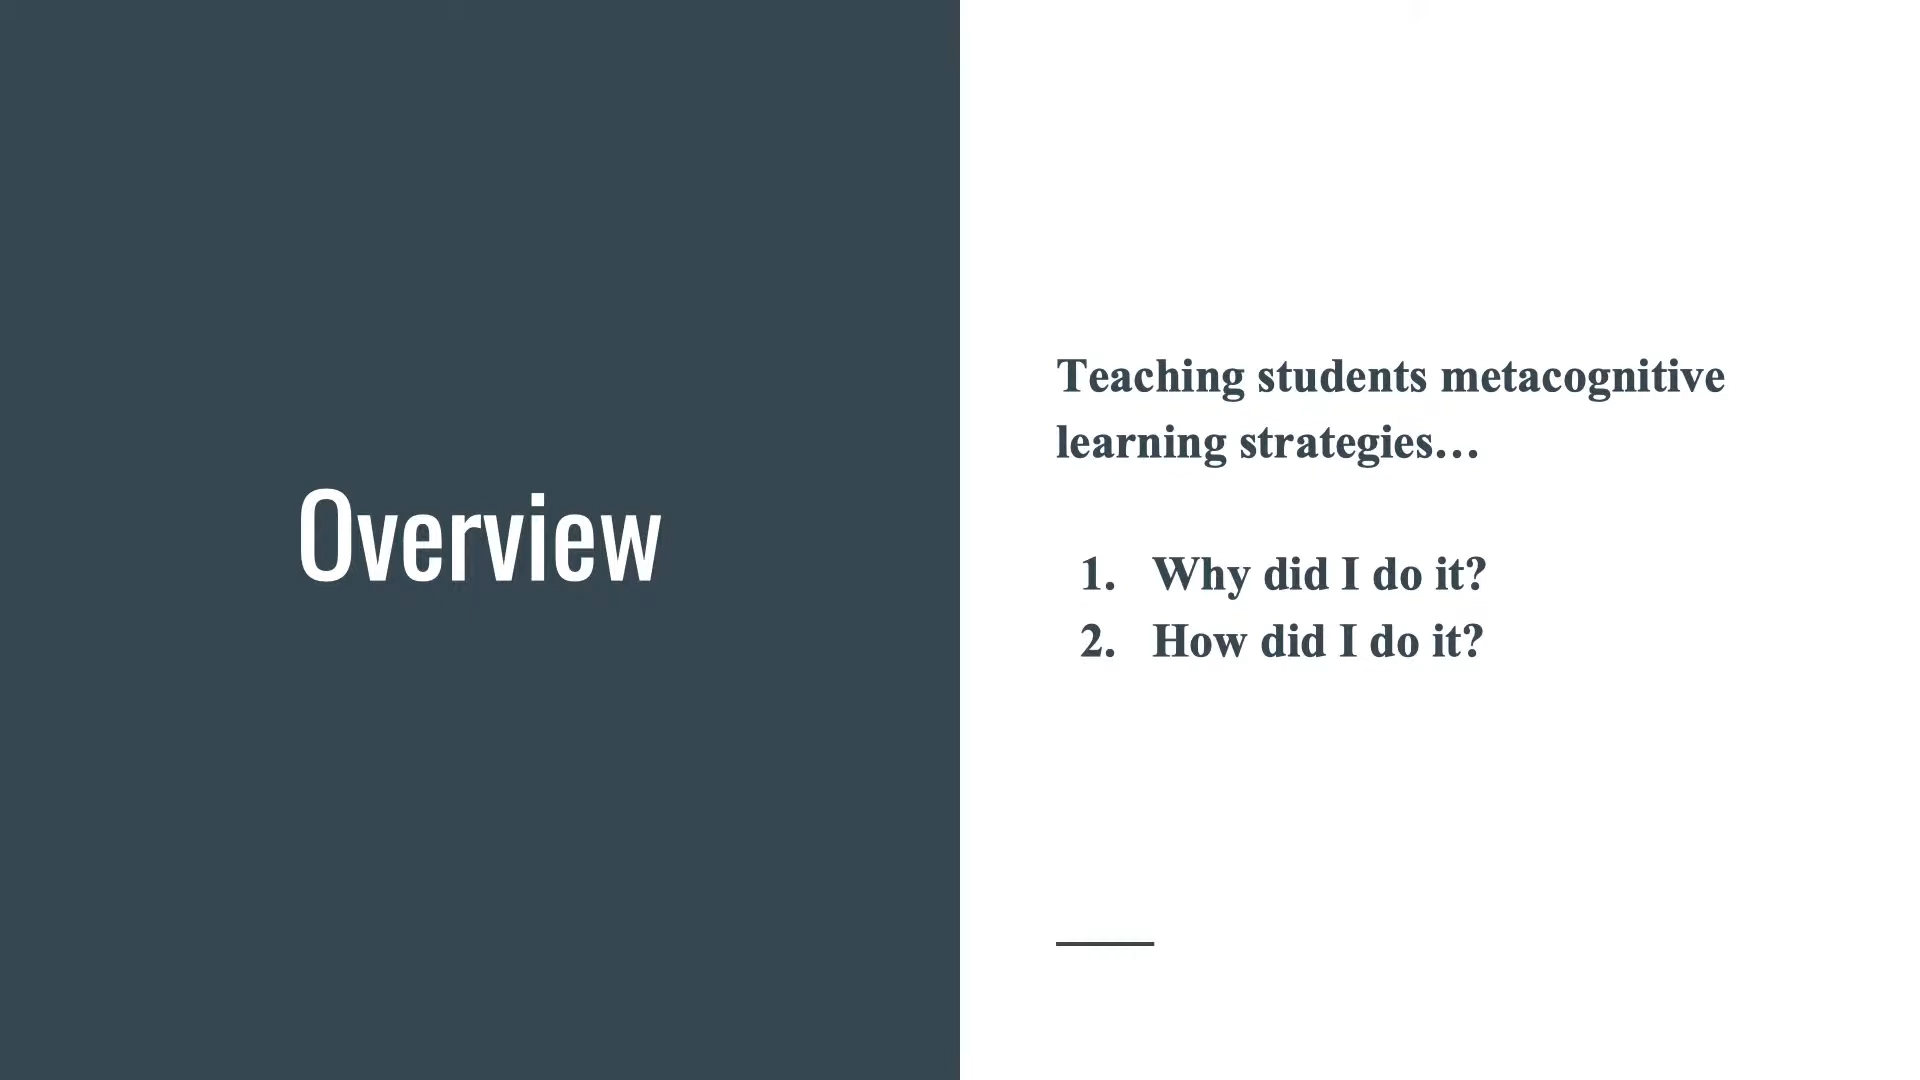 Overview
Teaching students metacognitive
learning strategies…
1. Why did I do it?
2. How did I do it?